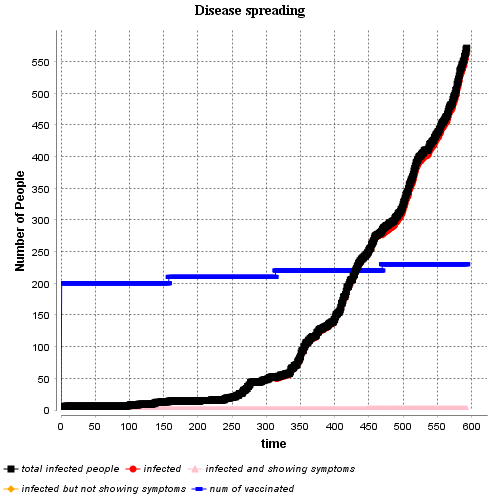 Disease spreading
Number of People
550
500
450
400
350
300
250
200
150
100
50
0
0 50 100 150 200 250 300 350 400 450 500 550 600
time
total infected people infected infected and showing symptoms
infected but not showing symptoms num of vaccinated